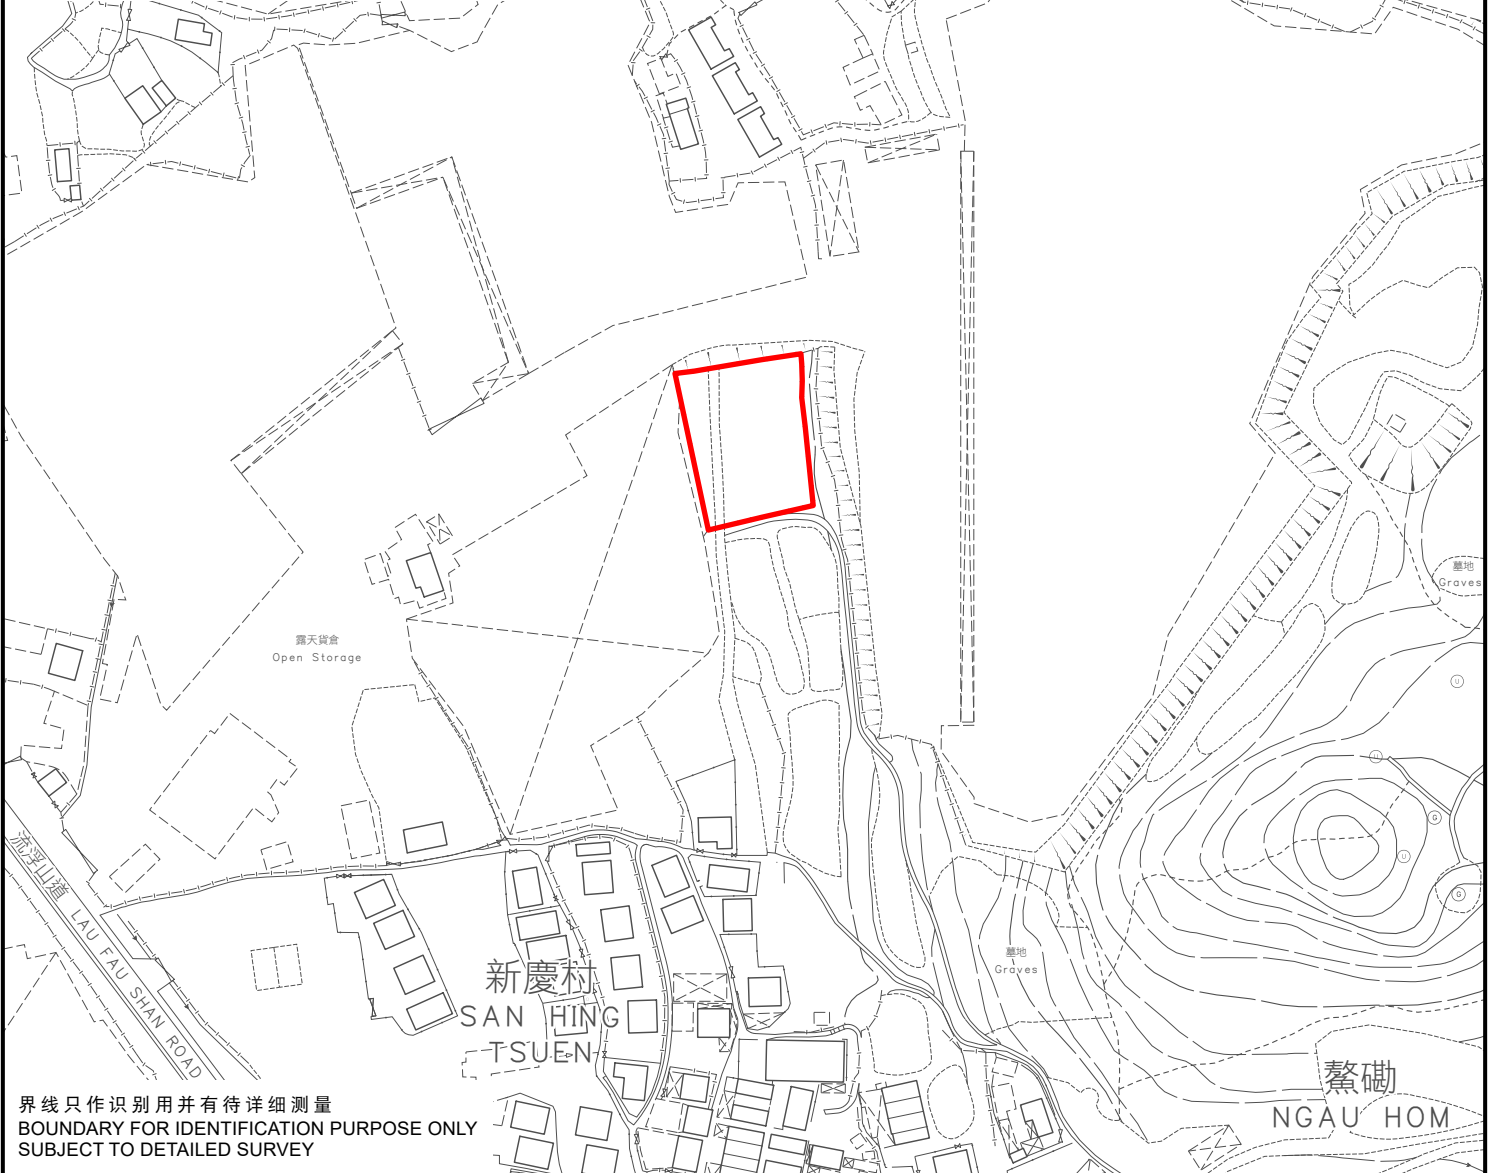 墓地
Graves
露天貨倉
Open Storage
U
U
G
U
G
流浮山道 LAU FAU SHAN ROAD
墓地
Graves
新慶村
SAN HING
TSUEN
鰲磡
NGAU HOM
界线只作识别用并有待详细测量
BOUNDARY FOR IDENTIFICATION PURPOSE ONLY
SUBJECT TO DETAILED SURVEY